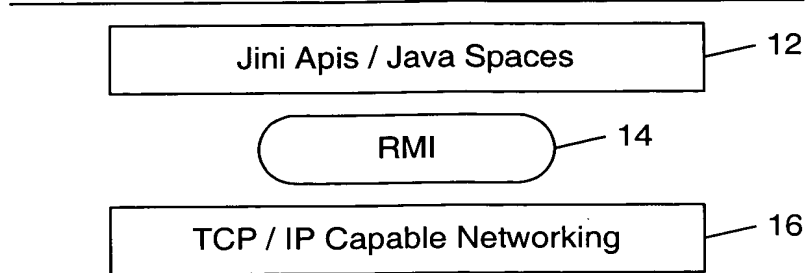 Jini Apis / Java Spaces 12
RMI 14
TCP / IP Capable Networking 16